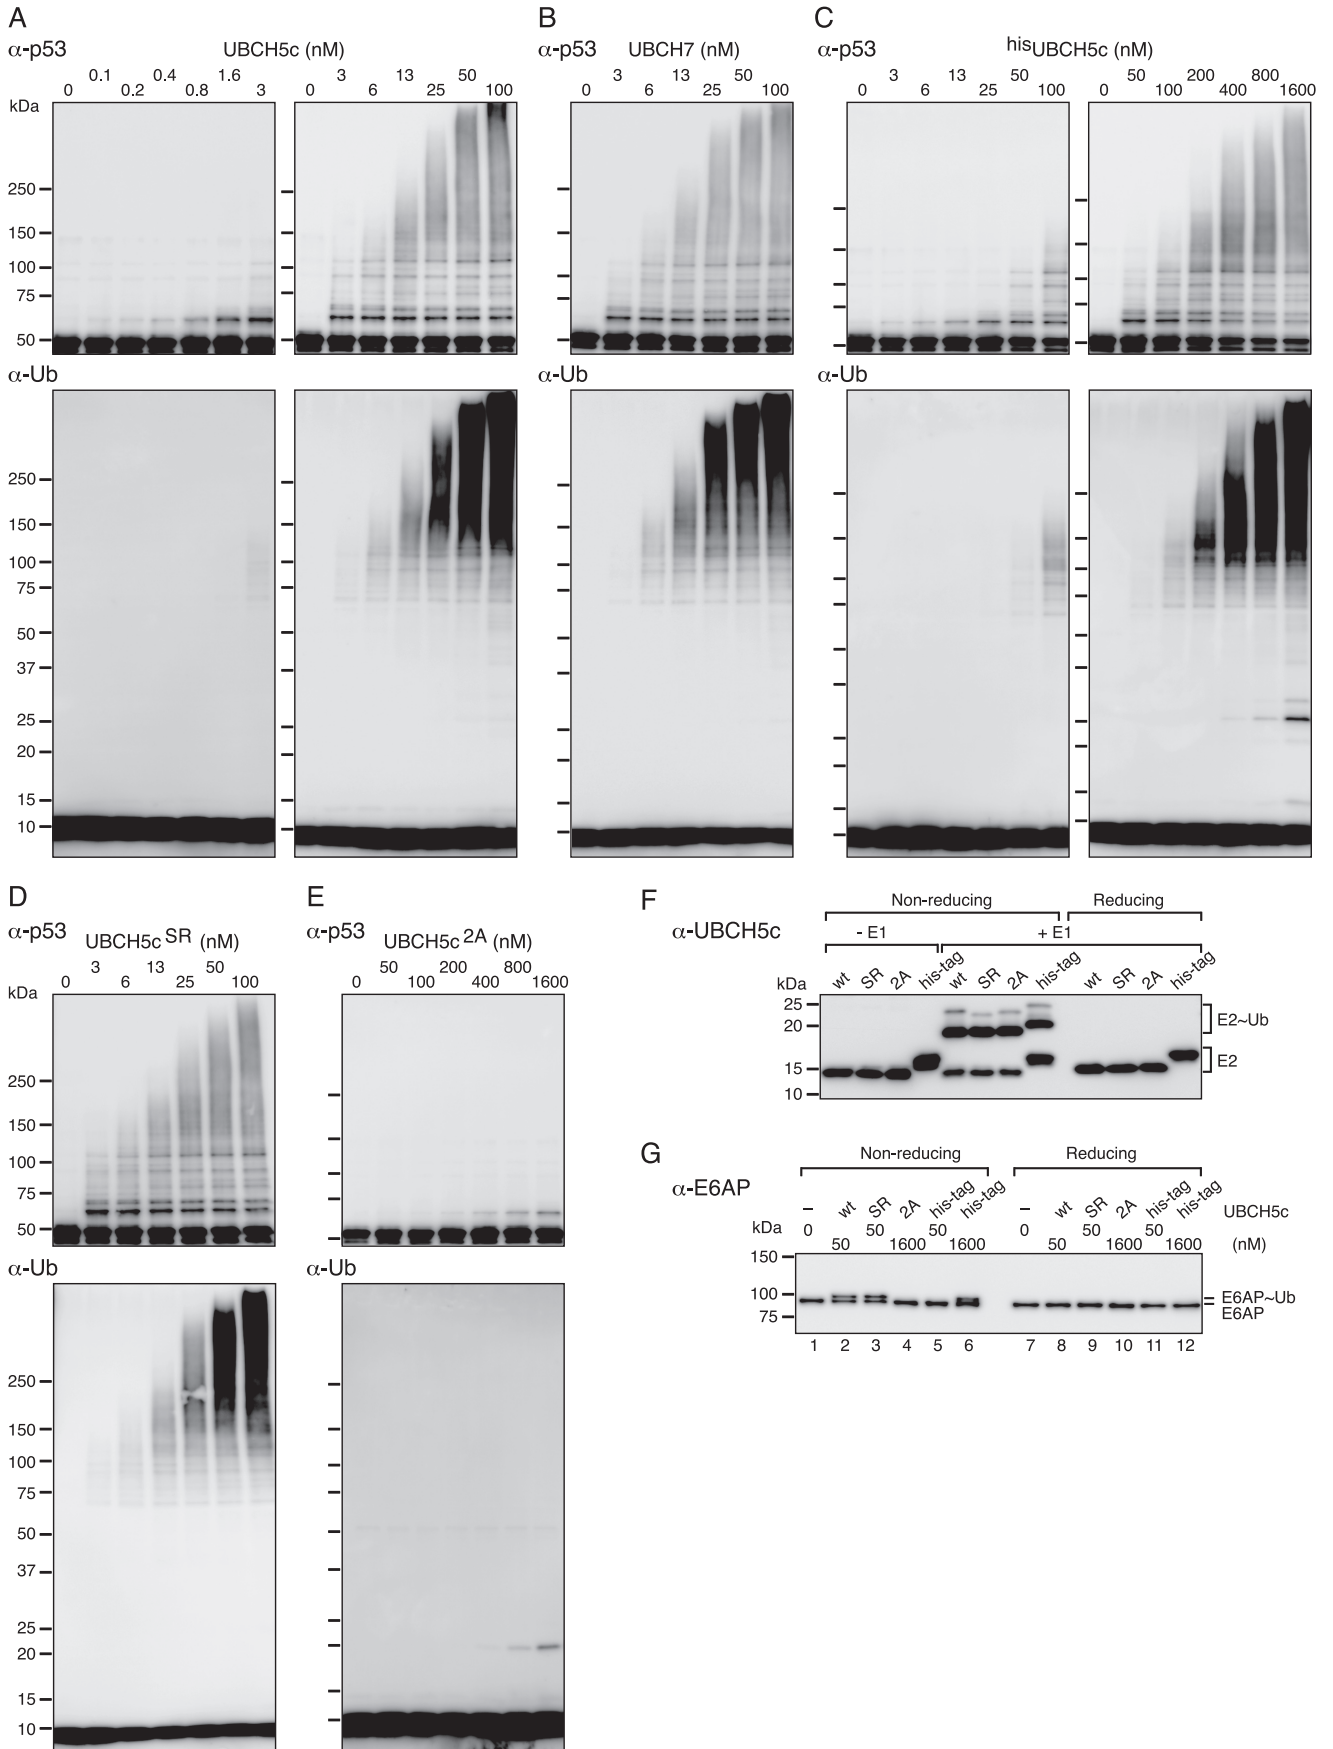 A
α-p53 UBCH5c (nM)
0 0.1 0.2 0.4 0.8 1.6 3
0 3 6 13 25 50 100
kDa
250
150
100
75
50
α-Ub
250
150
100
75
50
37
25
20
15
10
B
α-p53 UBCH7 (nM)
0 3 6 13 25 50 100
α-Ub
C
α-p53 hisUBCH5c (nM)
0 3 6 13 25 50 100
0 50 100 200 400 800 1600
α-Ub
D
α-p53 UBCH5c SR (nM)
0 3 6 13 25 50 100
kDa
250
150
100
75
50
α-Ub
250
150
100
75
50
37
25
20
15
10
E
α-p53 UBCH5c 2A (nM)
0 50 100 200 400 800 1600
α-Ub
F
Non-reducing Reducing
α-UBCH5c
- E1 + E1
kDa wt SR 2A his-tag wt SR 2A his-tag wt SR 2A his-tag
25
20
15
10
E2~Ub
E2
G
Non-reducing Reducing
α-E6AP
– wt SR 2A his-tag his-tag – wt SR 2A his-tag his-tag UBCH5c
kDa 0 50 50 1600 50 1600 0 50 50 1600 50 1600 (nM)
150
100
75
E6AP~Ub
E6AP
1 2 3 4 5 6 7 8 9 10 11 12